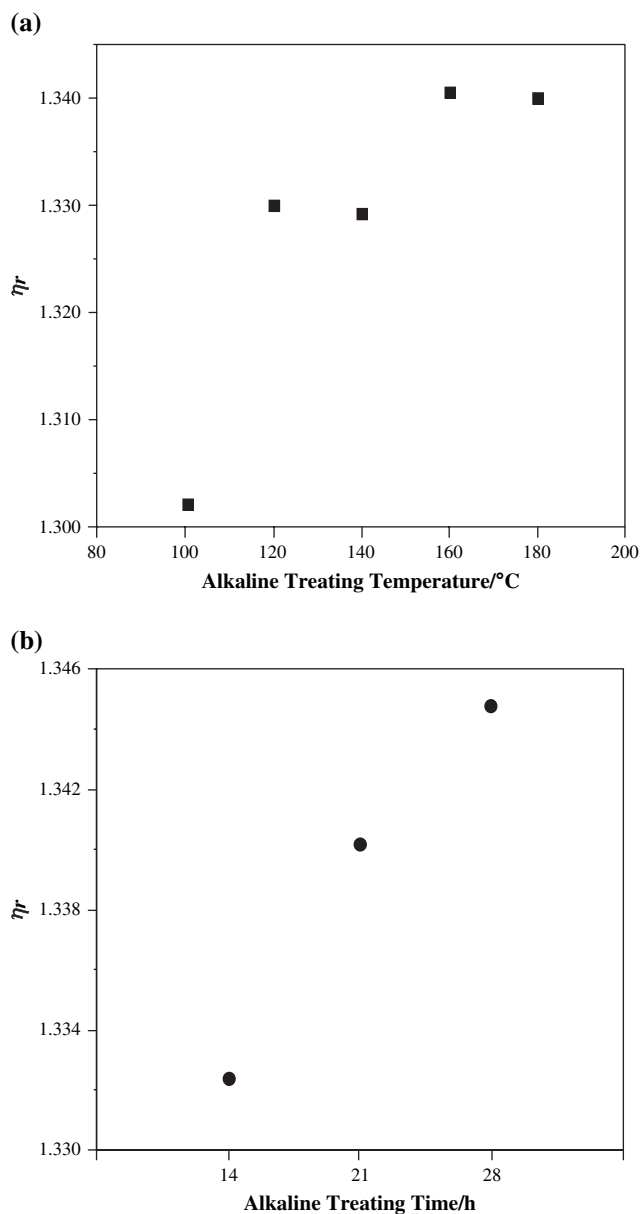 (a)
1.340
1.330
1.320
1.310
1.300
ηr
80 100 120 140 160 180 200
Alkaline Treating Temperature/°C
(b)
1.346
1.342
1.338
1.334
1.330
ηr
14 21 28
Alkaline Treating Time/h